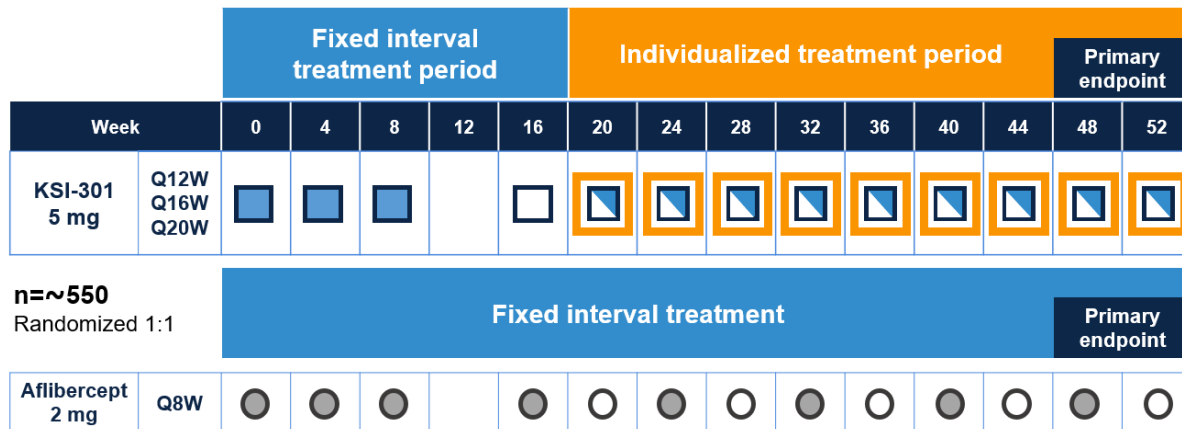 Fixed interval
treatment period
Individualized treatment period
Primary
endpoint
Week 0 4 8 12 16 20 24 28 32 36 40 44 48 52
KSI-301
5 mg
Q12W
Q16W
Q20W
n=~550
Randomized 1:1
Fixed interval treatment
Primary
endpoint
Aflibercept
2 mg
Q8W